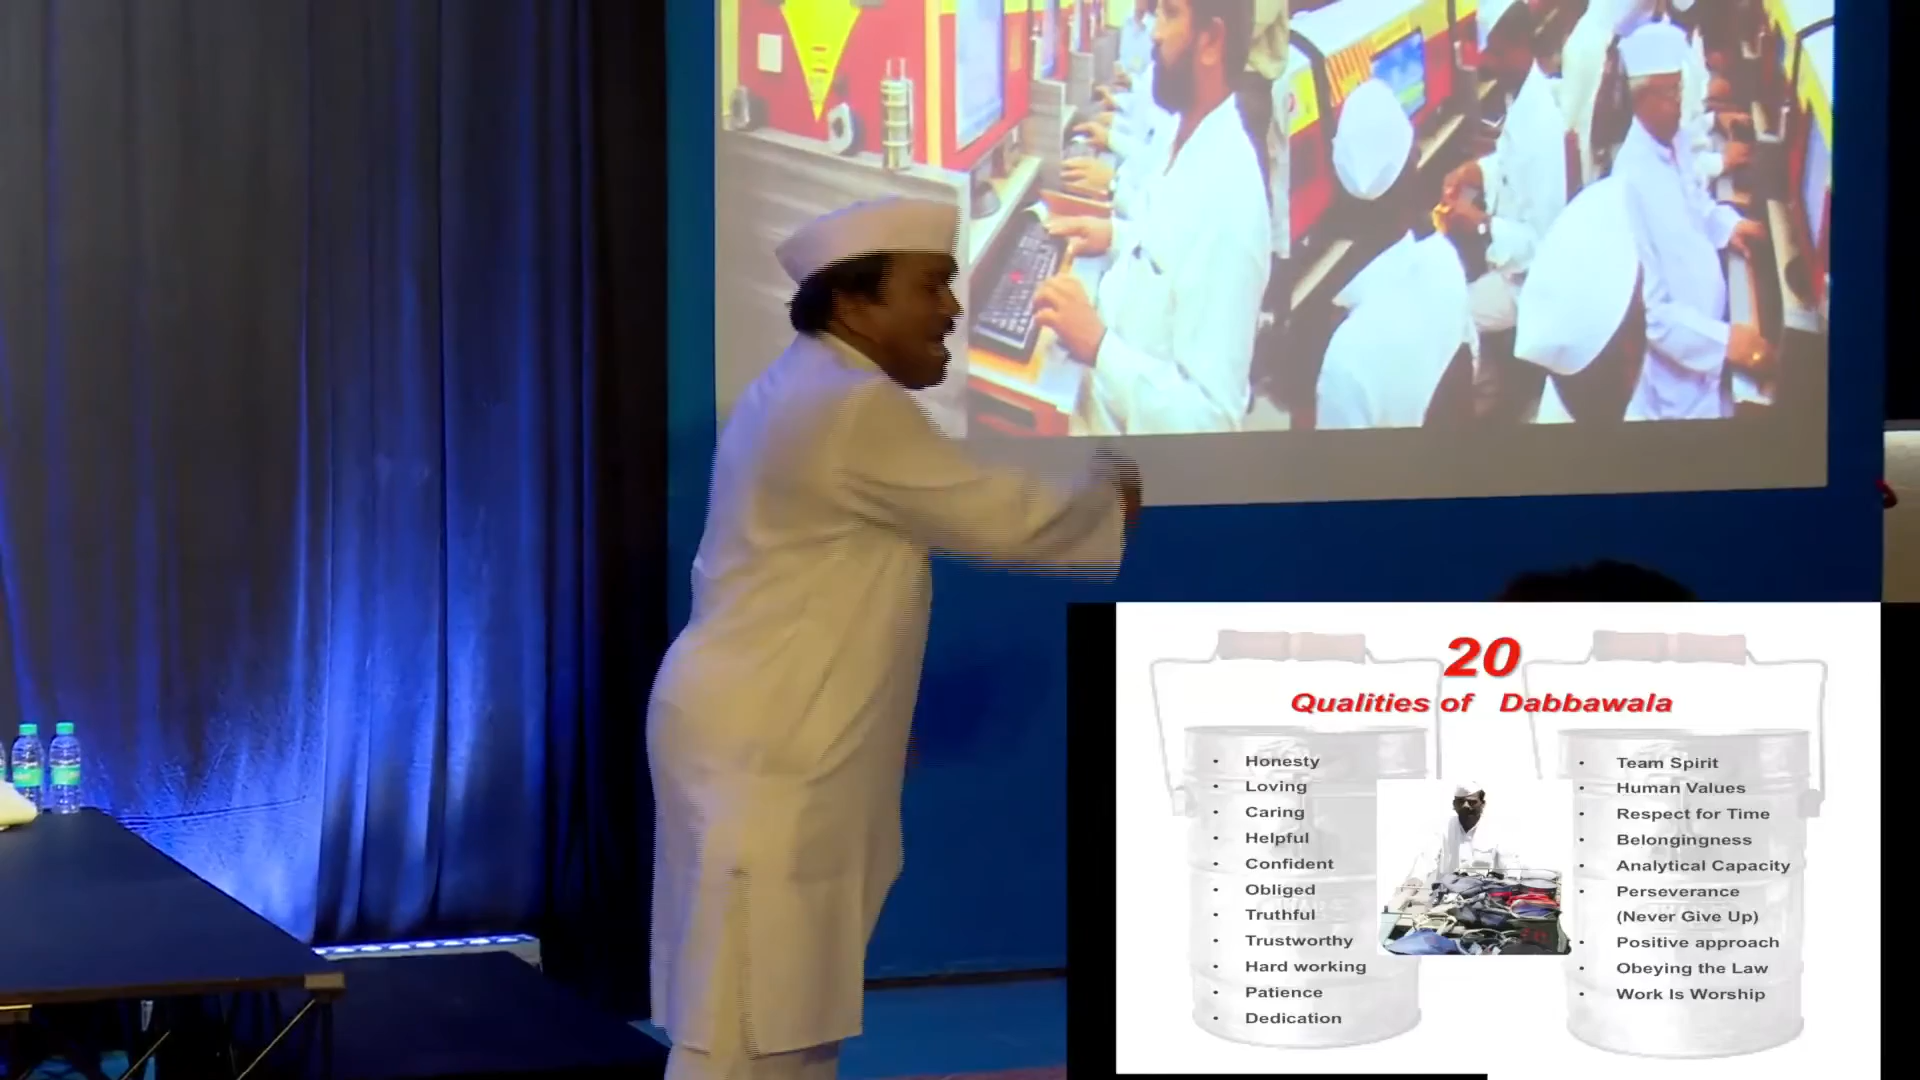 20
Qualities of Dabbawala
• Honesty
• Loving
• Caring
• Helpful
• Confident
• Obliged
• Truthful
• Trustworthy
• Hard working
• Patience
• Dedication
• Team Spirit
• Human Values
• Respect for Time
• Belongingness
• Analytical Capacity
• Perseverance
(Never Give Up)
• Positive approach
• Obeying the Law
• Work Is Worship